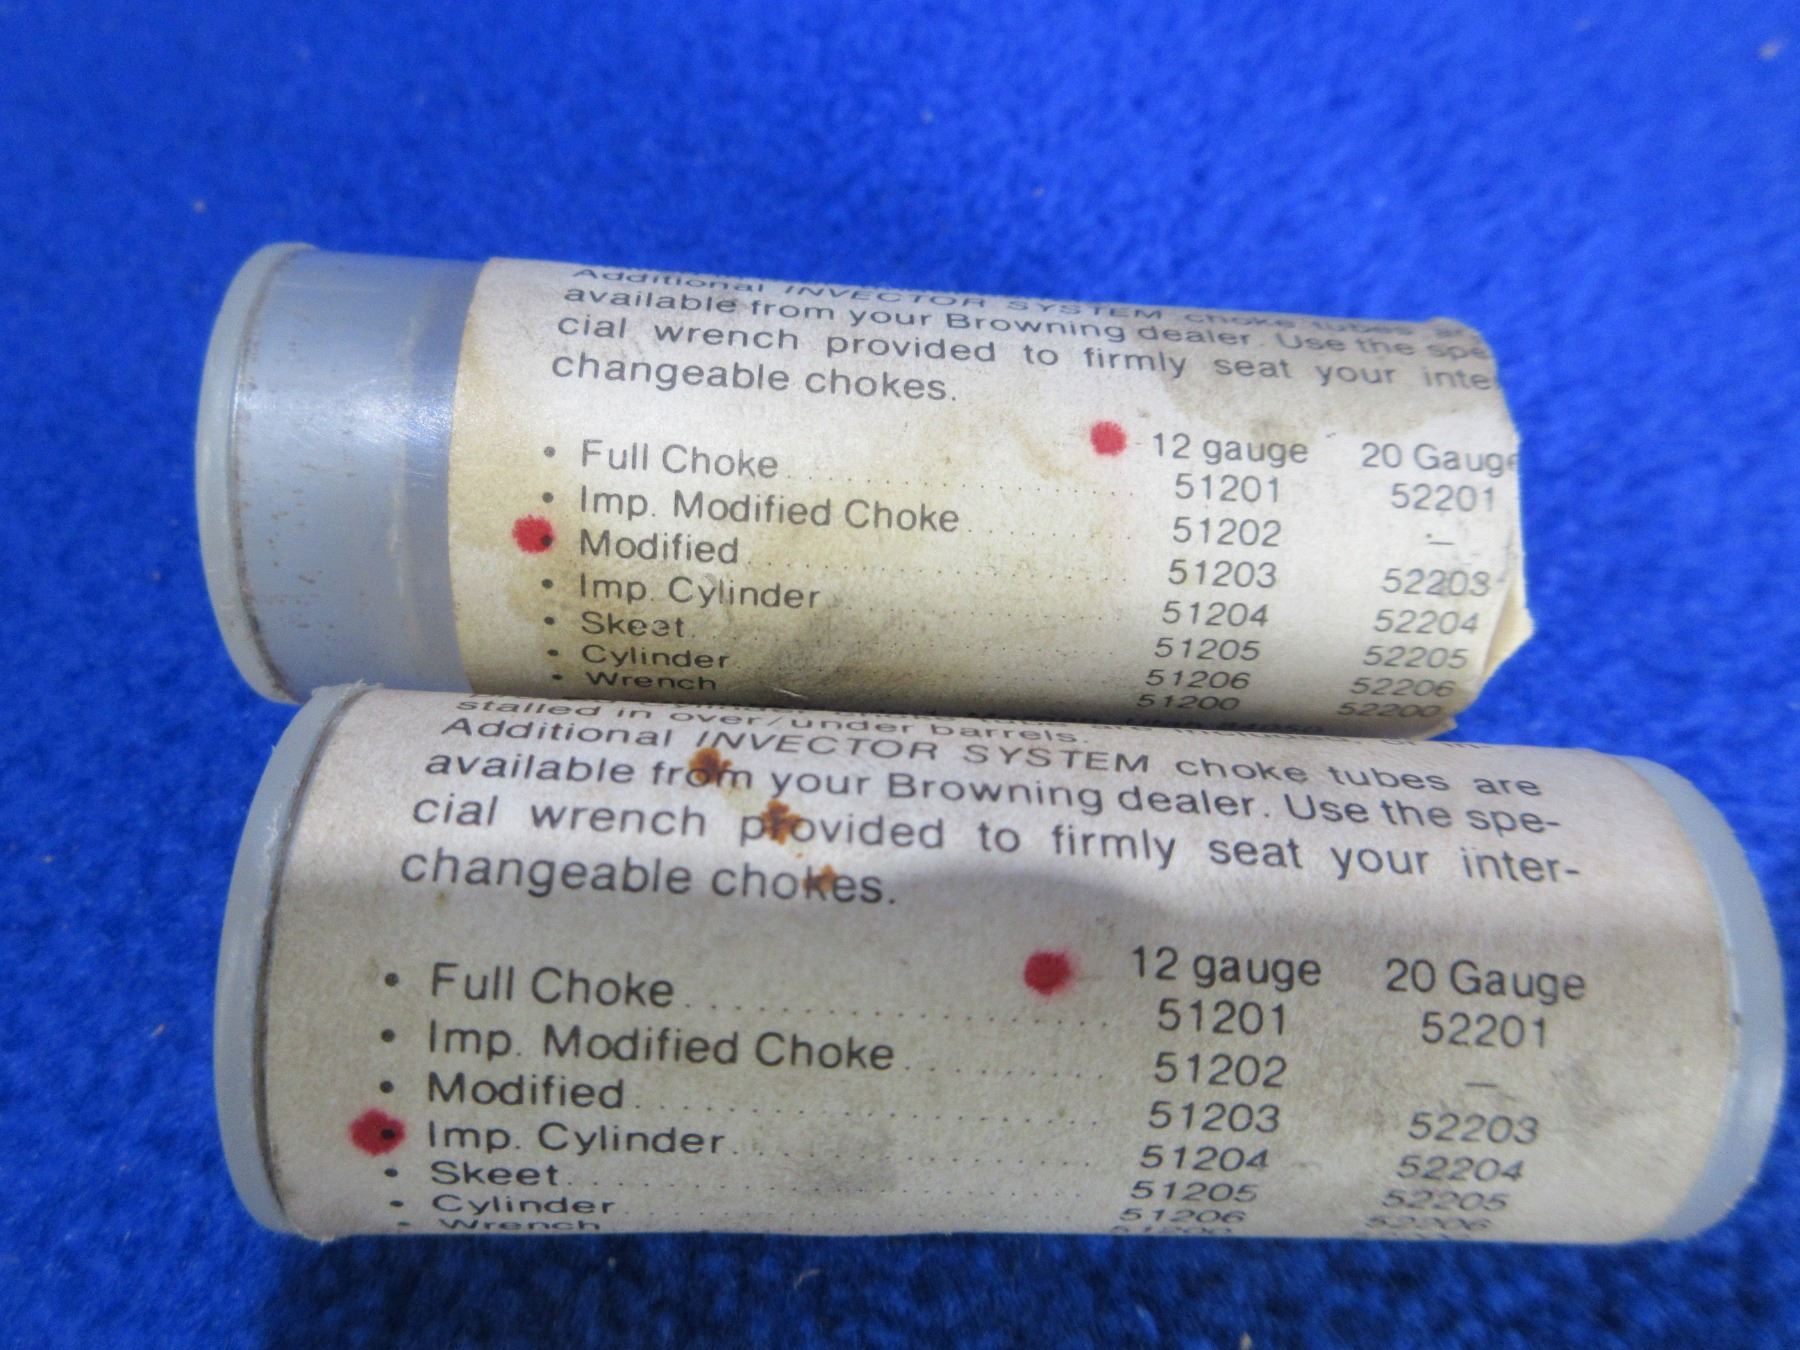 Additional INVECTOR SYSTEM choke tubes are
available from your Browning dealer. Use the spe
cial wrench provided to firmly seat your inte
changeable chokes.
12 gauge 20 Gauge
• Full Choke 51201 52201
• Imp. Modified Choke 51202 —
• Modified 51203 52203
• Imp. Cylinder 51204 52204
• Skeet 51205 52205
• Cylinder 51206 52206
• Wrench 51200 52200
stalled in over/under barrels.
Additional INVECTOR SYSTEM choke tubes are
available from your Browning dealer. Use the spe-
cial wrench provided to firmly seat your inter-
changeable chokes.
12 gauge 20 Gauge
• Full Choke 51201 52201
• Imp. Modified Choke 51202 —
• Modified 51203 52203
• Imp. Cylinder 51204 52204
• Skeet 51205 52205
• Cylinder 51206 52206
• Wrench 51200